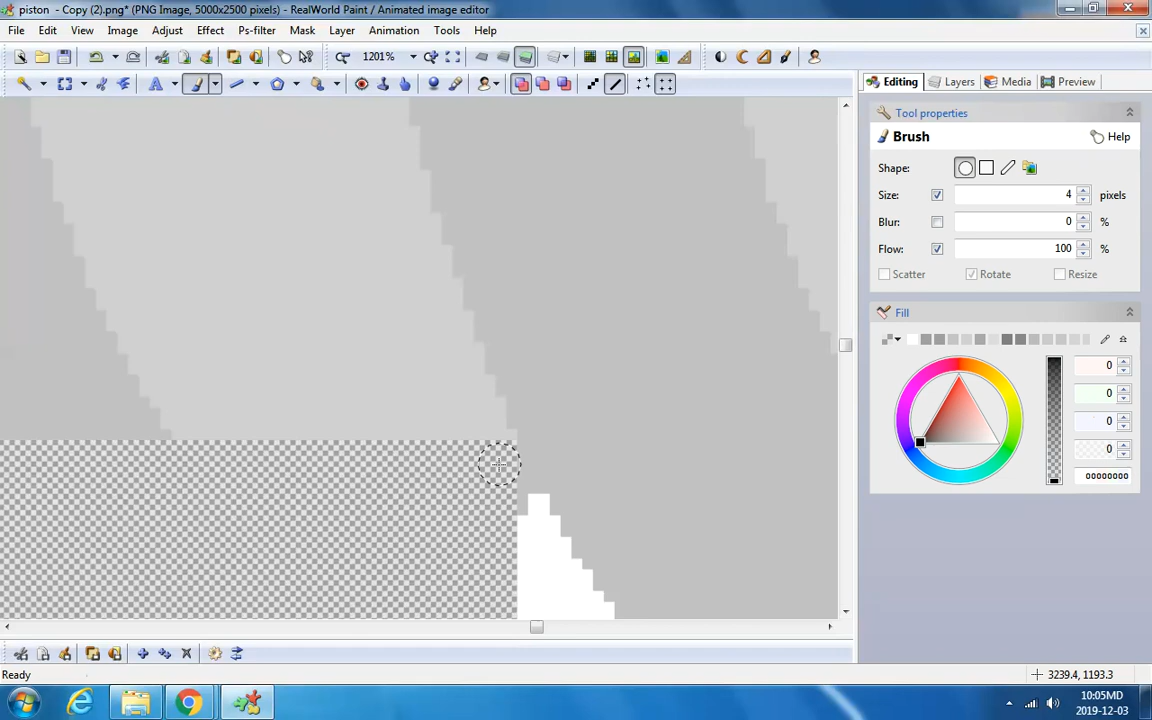 piston - Copy (2).png* (PNG Image, 5000x2500 pixels) - RealWorld Paint / Animated image editor
File Edit View Image Adjust Effect Ps-filter Mask Layer Animation Tools Help
1201%
Editing Layers Media Preview
Tool properties
Brush Help
Shape:
Size: 4 pixels
Blur: 0 %
Flow: 100 %
Scatter Rotate Resize
Fill
0
0
0
0
00000000
Ready 3239.4, 1193.3
10:05MD
2019-12-03